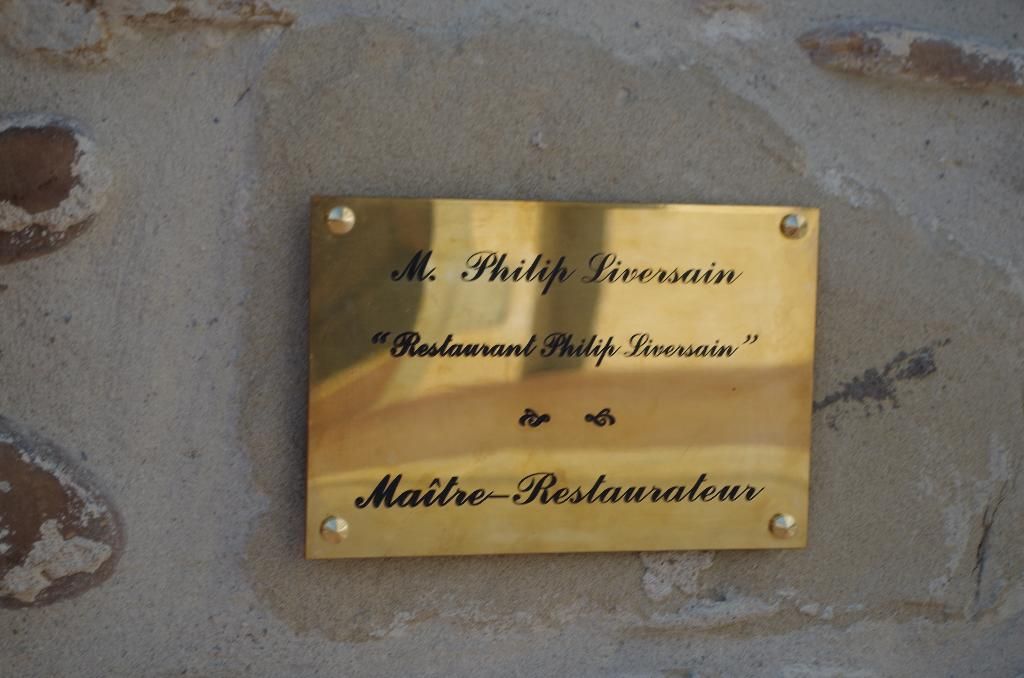 M. Philip Liversain
“Restaurant Philip Liversain”
Maître-Restaurateur